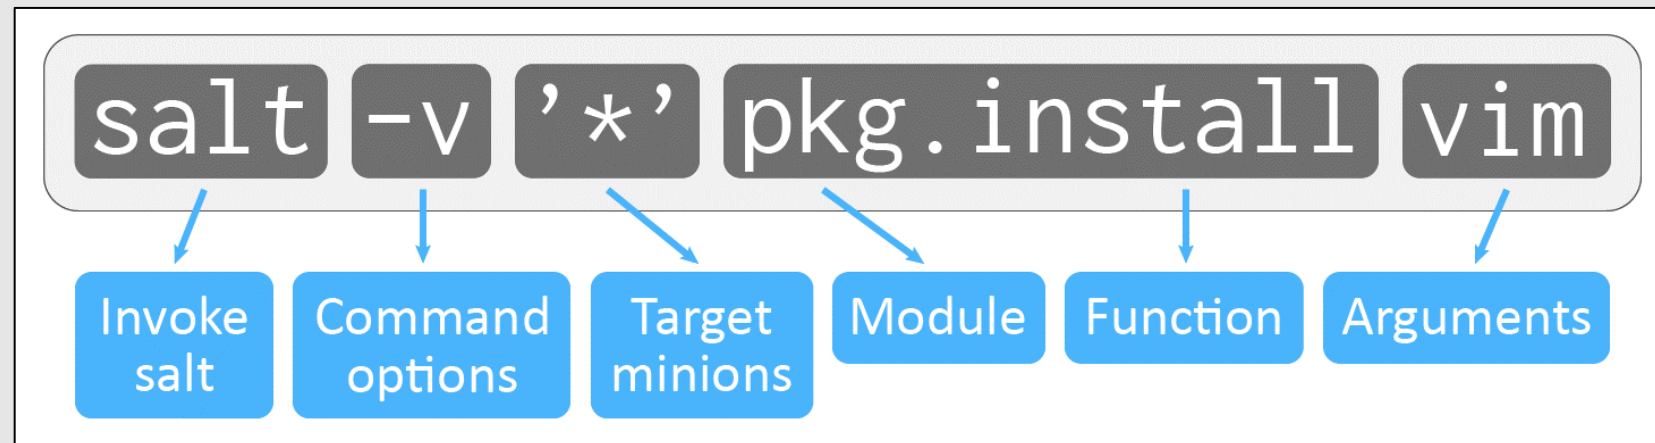 salt -v ’*’ pkg.install vim
Invoke
salt
Command
options
Target
minions
Module
Function
Arguments